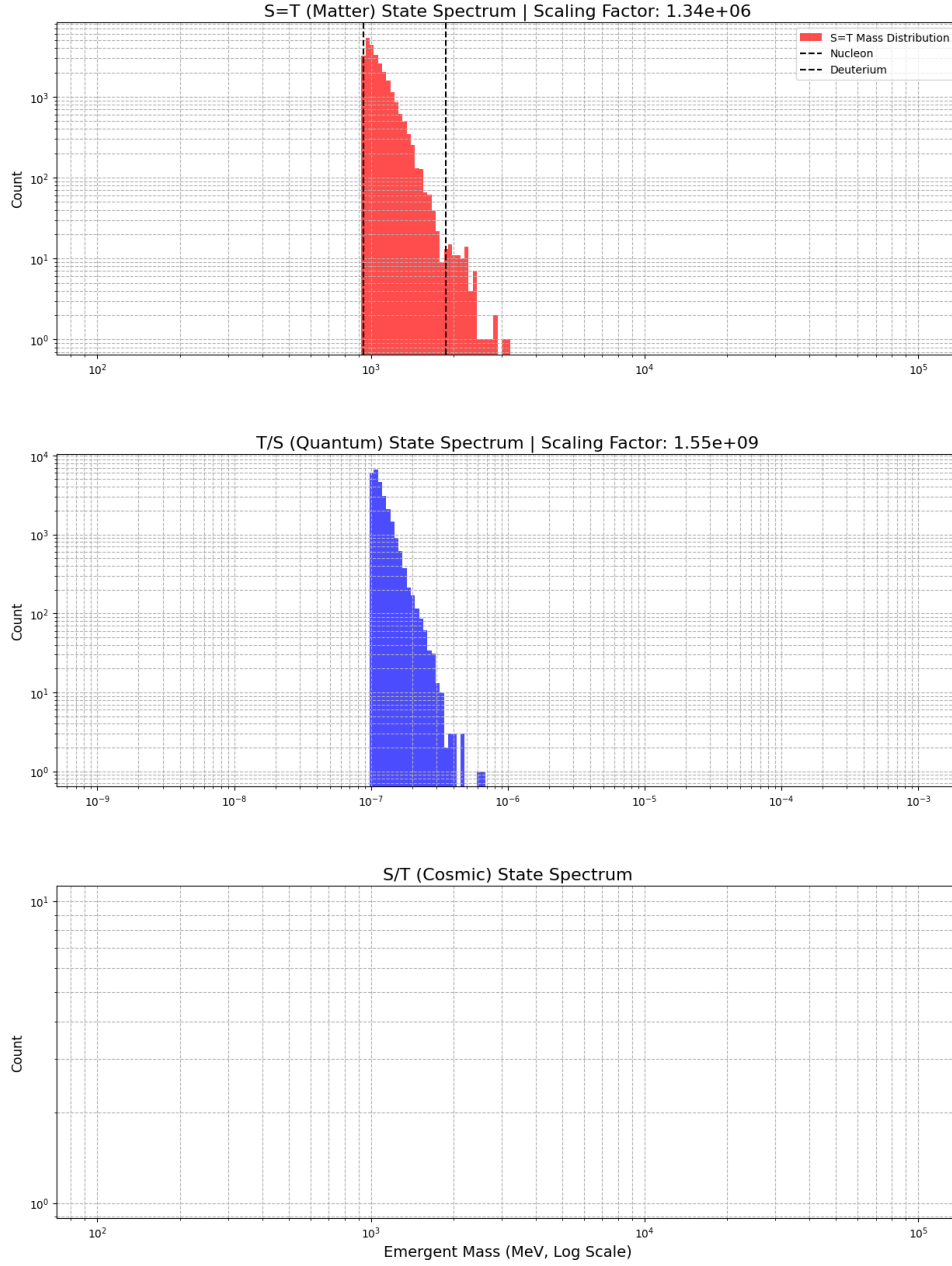 S=T (Matter) State Spectrum | Scaling Factor: 1.34e+06
S=T Mass Distribution
Nucleon
Deuterium
Count
10³
10²
10¹
10⁰
10² 10³ 10⁴ 10⁵
T/S (Quantum) State Spectrum | Scaling Factor: 1.55e+09
Count
10⁴
10³
10²
10¹
10⁰
10⁻⁹ 10⁻⁸ 10⁻⁷ 10⁻⁶ 10⁻⁵ 10⁻⁴ 10⁻³
S/T (Cosmic) State Spectrum
Count
10¹
10⁰
10² 10³ 10⁴ 10⁵
Emergent Mass (MeV, Log Scale)